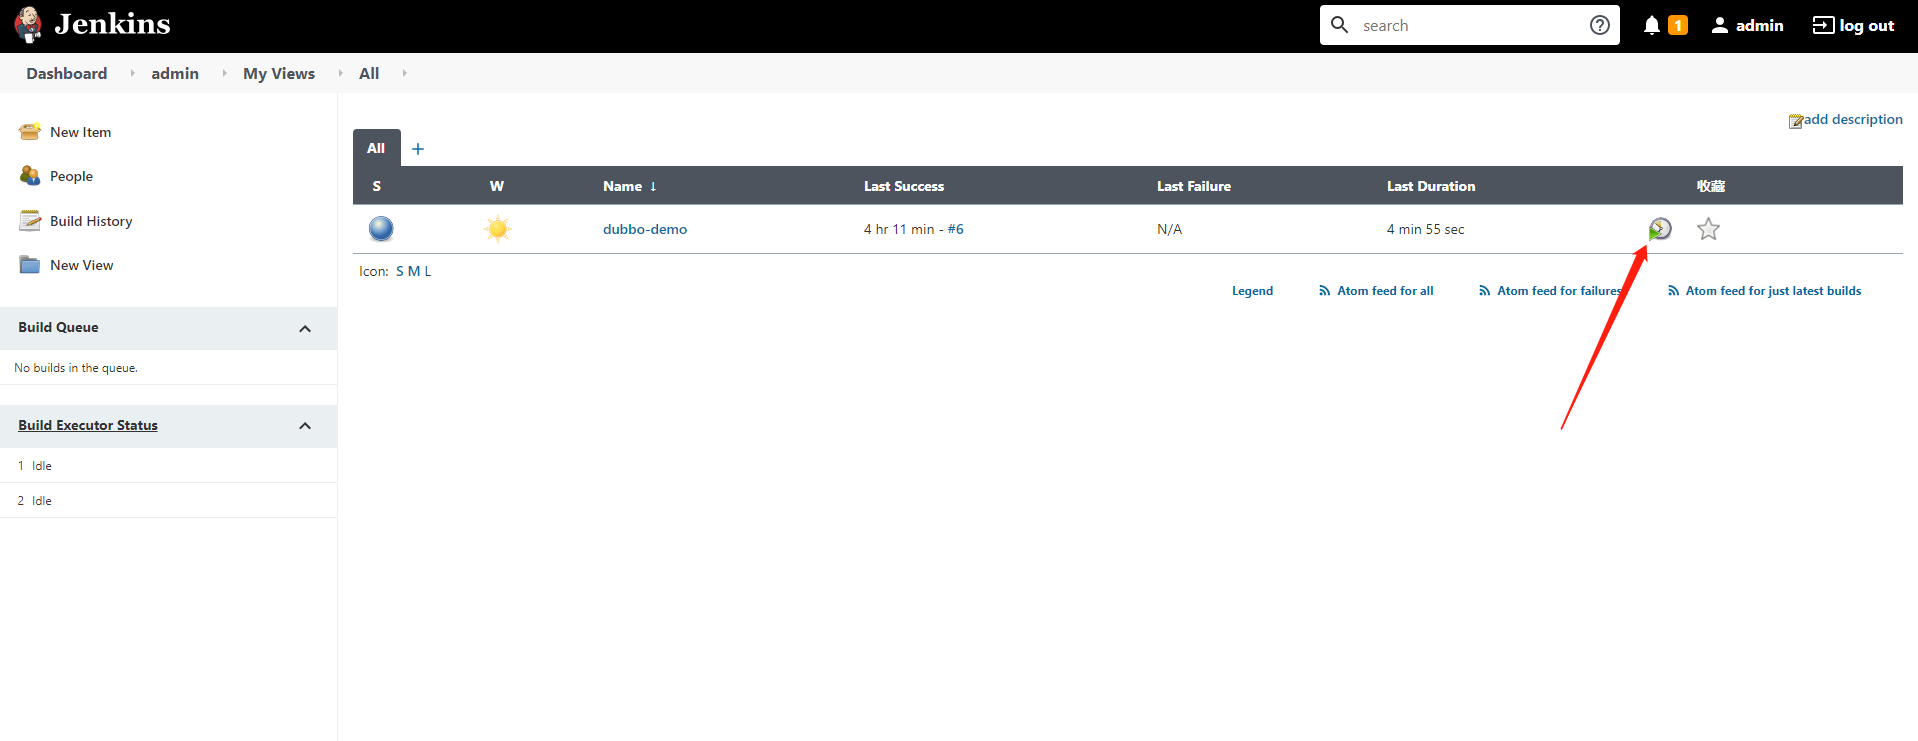 Jenkins
search
1
admin
log out
Dashboard
admin
My Views
All
New Item
People
Build History
New View
Build Queue
No builds in the queue.
Build Executor Status
1 Idle
2 Idle
add description
All +
S W Name ↓ Last Success Last Failure Last Duration 收藏
dubbo-demo 4 hr 11 min - #6 N/A 4 min 55 sec
Icon: S M L
Legend Atom feed for all Atom feed for failures Atom feed for just latest builds